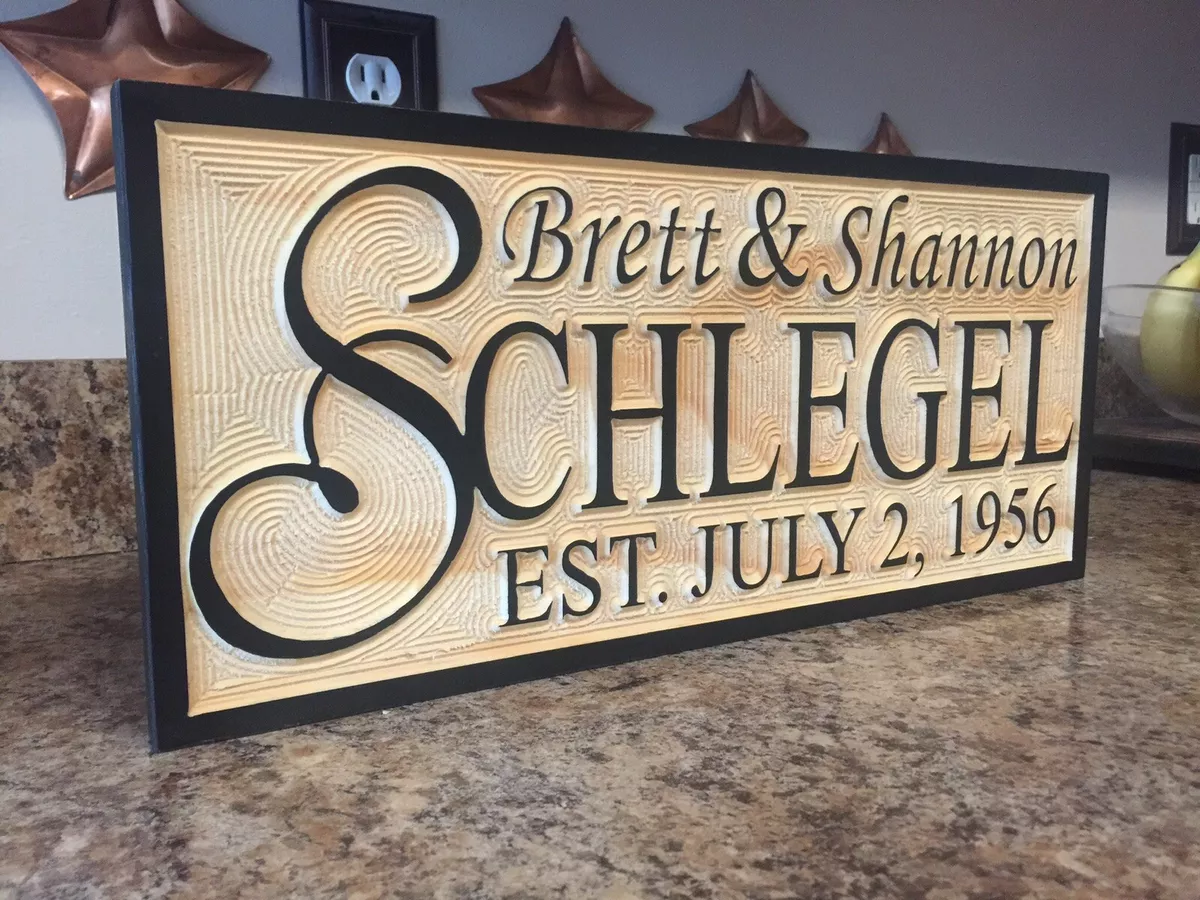 Brett & Shannon
SCHLEGEL
EST. JULY 2, 1956